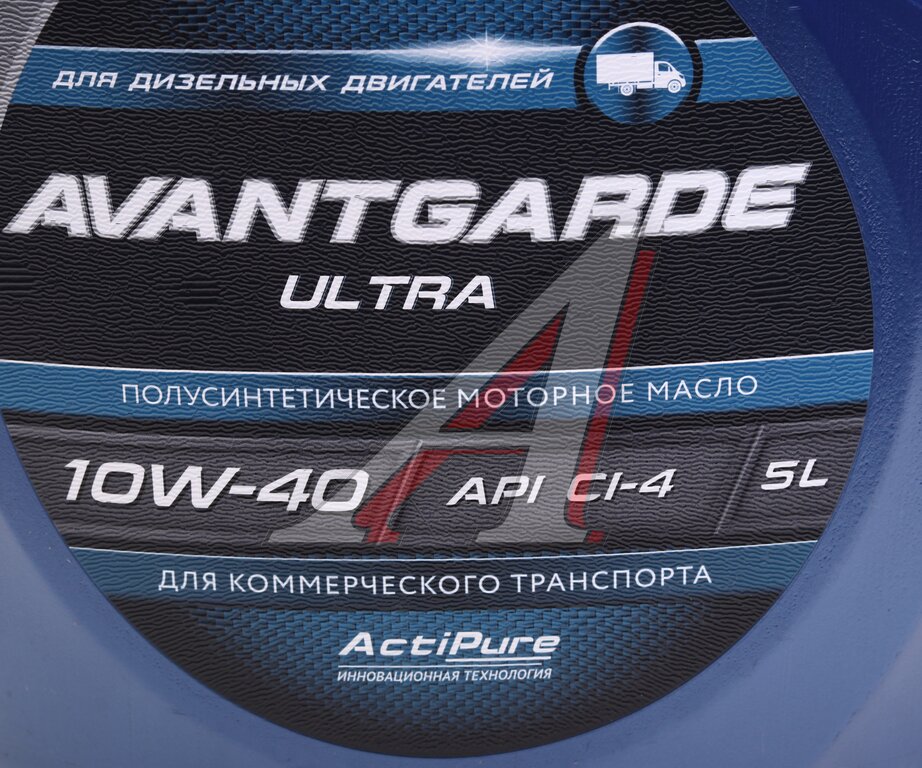 ДЛЯ ДИЗЕЛЬНЫХ ДВИГАТЕЛЕЙ
AVANTGARDE
ULTRA
ПОЛУСИНТЕТИЧЕСКОЕ МОТОРНОЕ МАСЛО
10W-40 / API CI-4 / 5L
ДЛЯ КОММЕРЧЕСКОГО ТРАНСПОРТА
ActiPure
ИННОВАЦИОННАЯ ТЕХНОЛОГИЯ